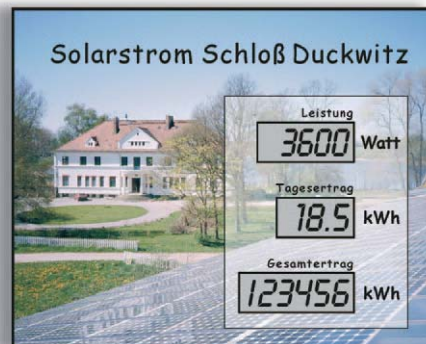 Solarstrom Schloß Duckwitz
Leistung
3600 Watt
Tagesertrag
18.5 kWh
Gesamtertrag
123456 kWh